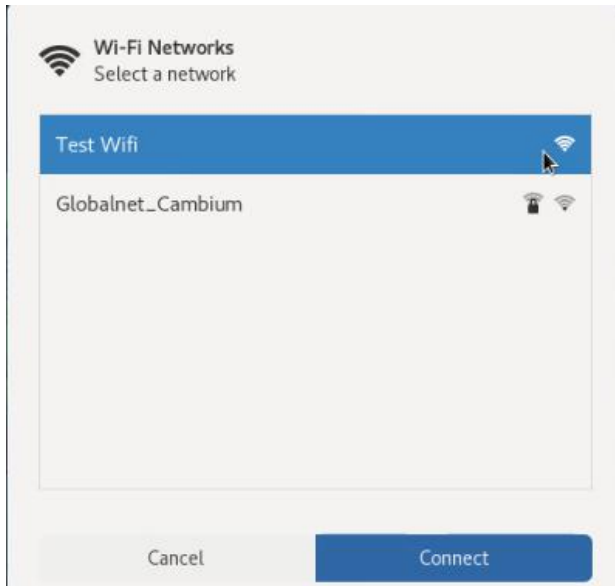 Wi-Fi Networks
Select a network
Test Wifi
Globalnet_Cambium
Cancel
Connect